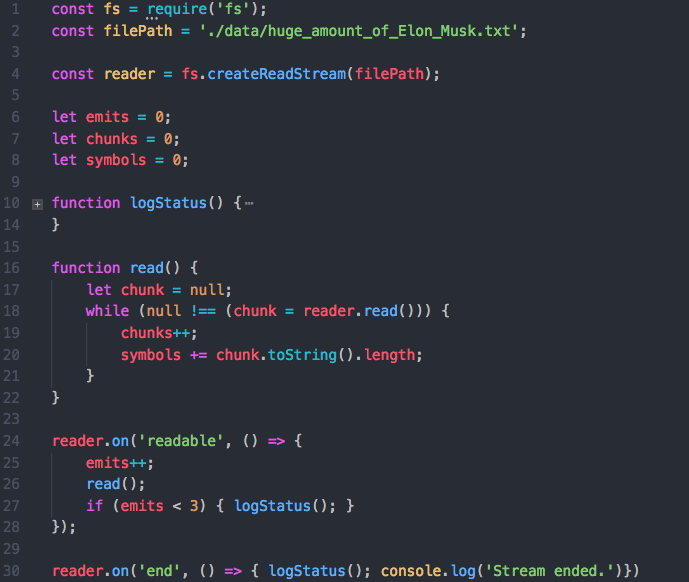 1 const fs = require('fs');
2 const filePath = './data/huge_amount_of_Elon_Musk.txt';
3
4 const reader = fs.createReadStream(filePath);
5
6 let emits = 0;
7 let chunks = 0;
8 let symbols = 0;
9
10 function logStatus() {⋯
14 }
15
16 function read() {
17     let chunk = null;
18     while (null !== (chunk = reader.read())) {
19         chunks++;
20         symbols += chunk.toString().length;
21     }
22 }
23
24 reader.on('readable', () => {
25     emits++;
26     read();
27     if (emits < 3) { logStatus(); }
28 });
29
30 reader.on('end', () => { logStatus(); console.log('Stream ended.')})